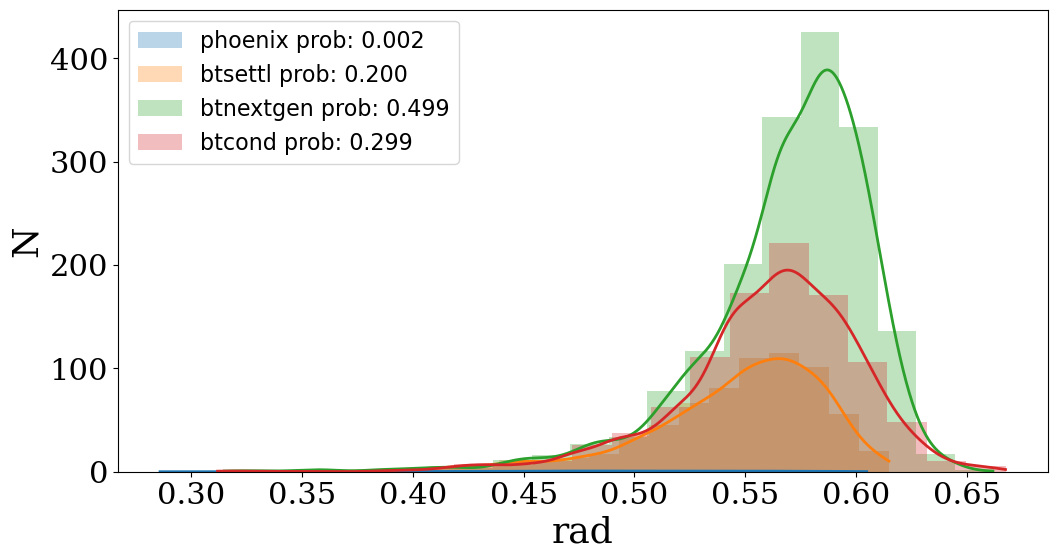 phoenix prob: 0.002
btsettl prob: 0.200
btnextgen prob: 0.499
btcond prob: 0.299
N
400
300
200
100
0
0.30 0.35 0.40 0.45 0.50 0.55 0.60 0.65
rad